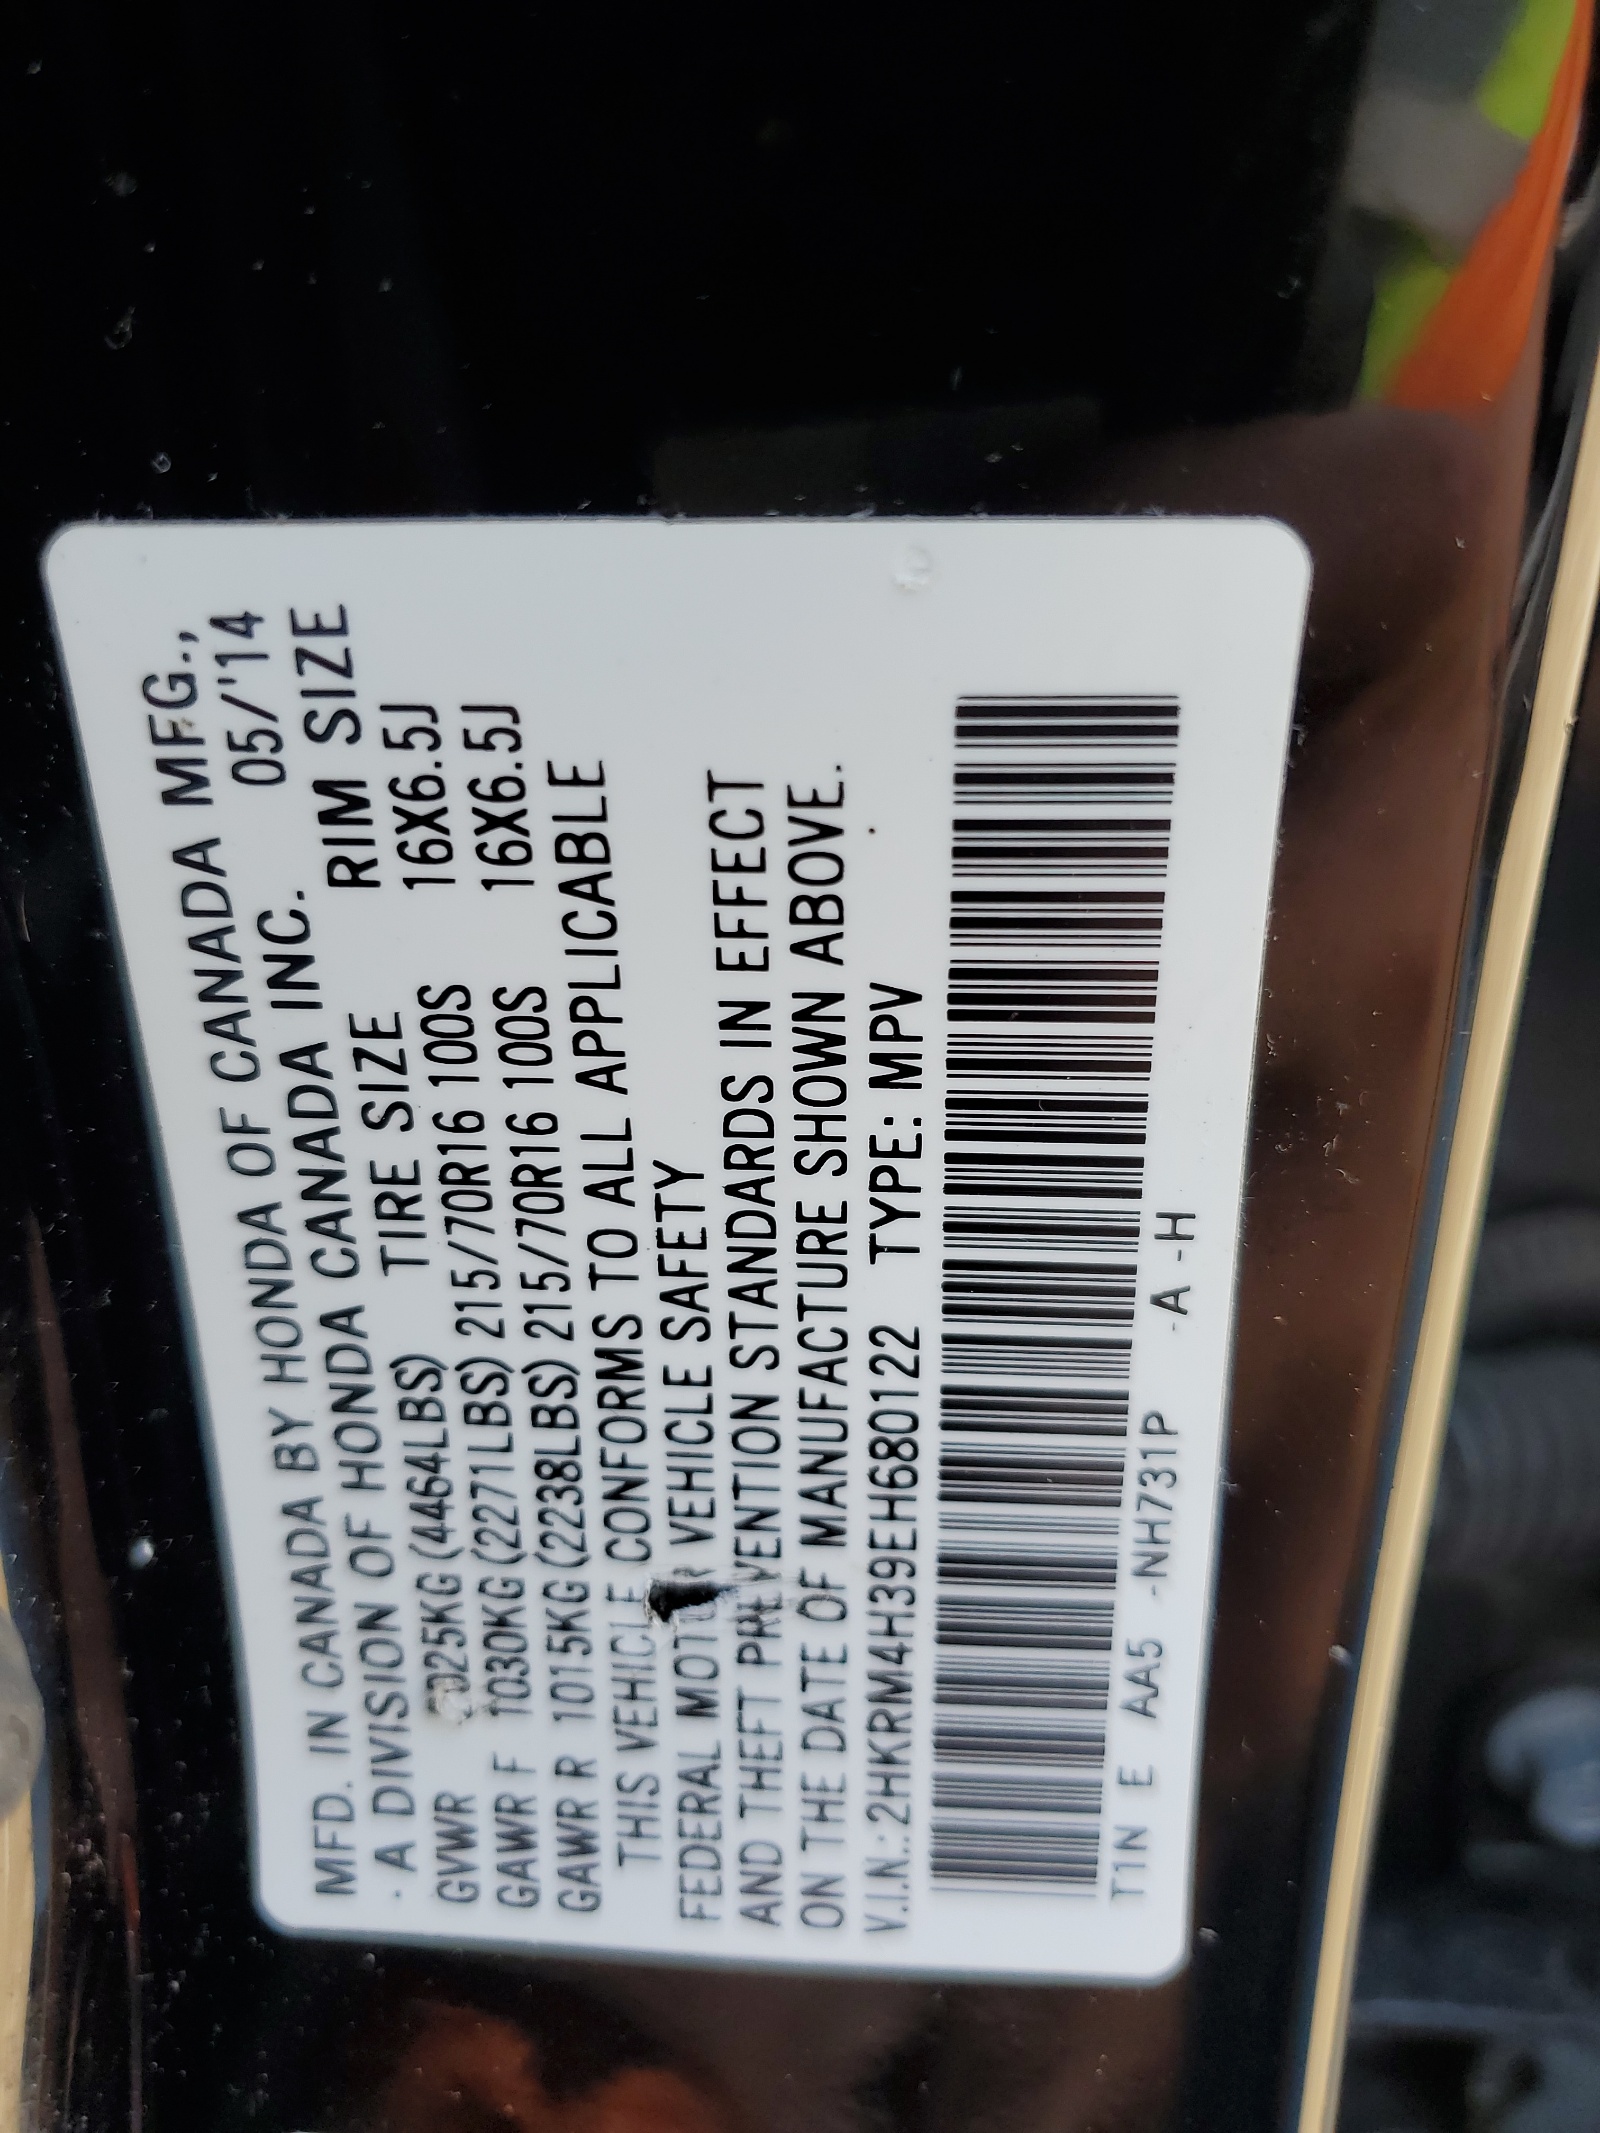 MFD. IN CANADA BY HONDA OF CANADA MFG.,
· A DIVISION OF HONDA CANADA INC. 05/'14
TIRE SIZE RIM SIZE
GVWR 2025KG (4464LBS)
GAWR F 1030KG (2271LBS) 215/70R16 100S 16X6.5J
GAWR R 1015KG (2238LBS) 215/70R16 100S 16X6.5J
THIS VEHICLE CONFORMS TO ALL APPLICABLE
FEDERAL MOTOR VEHICLE SAFETY
AND THEFT PREVENTION STANDARDS IN EFFECT
ON THE DATE OF MANUFACTURE SHOWN ABOVE.
V.I.N.: 2HKRM4H39EH680122 TYPE: MPV
T1N E AA5 -NH731P -A -H